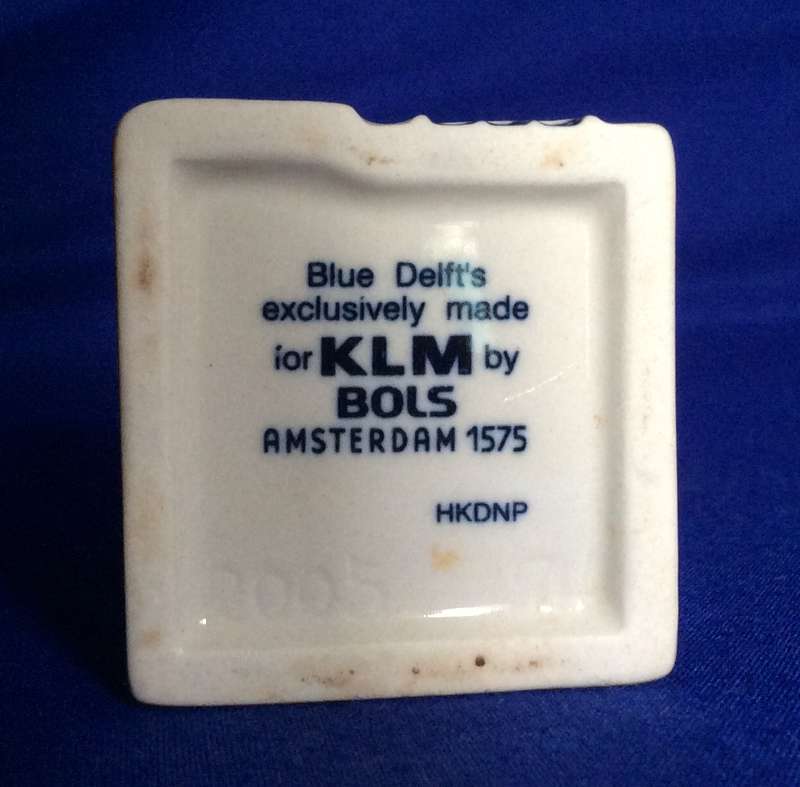 Blue Delft's
exclusively made
for KLM by
BOLS
AMSTERDAM 1575
HKDNP